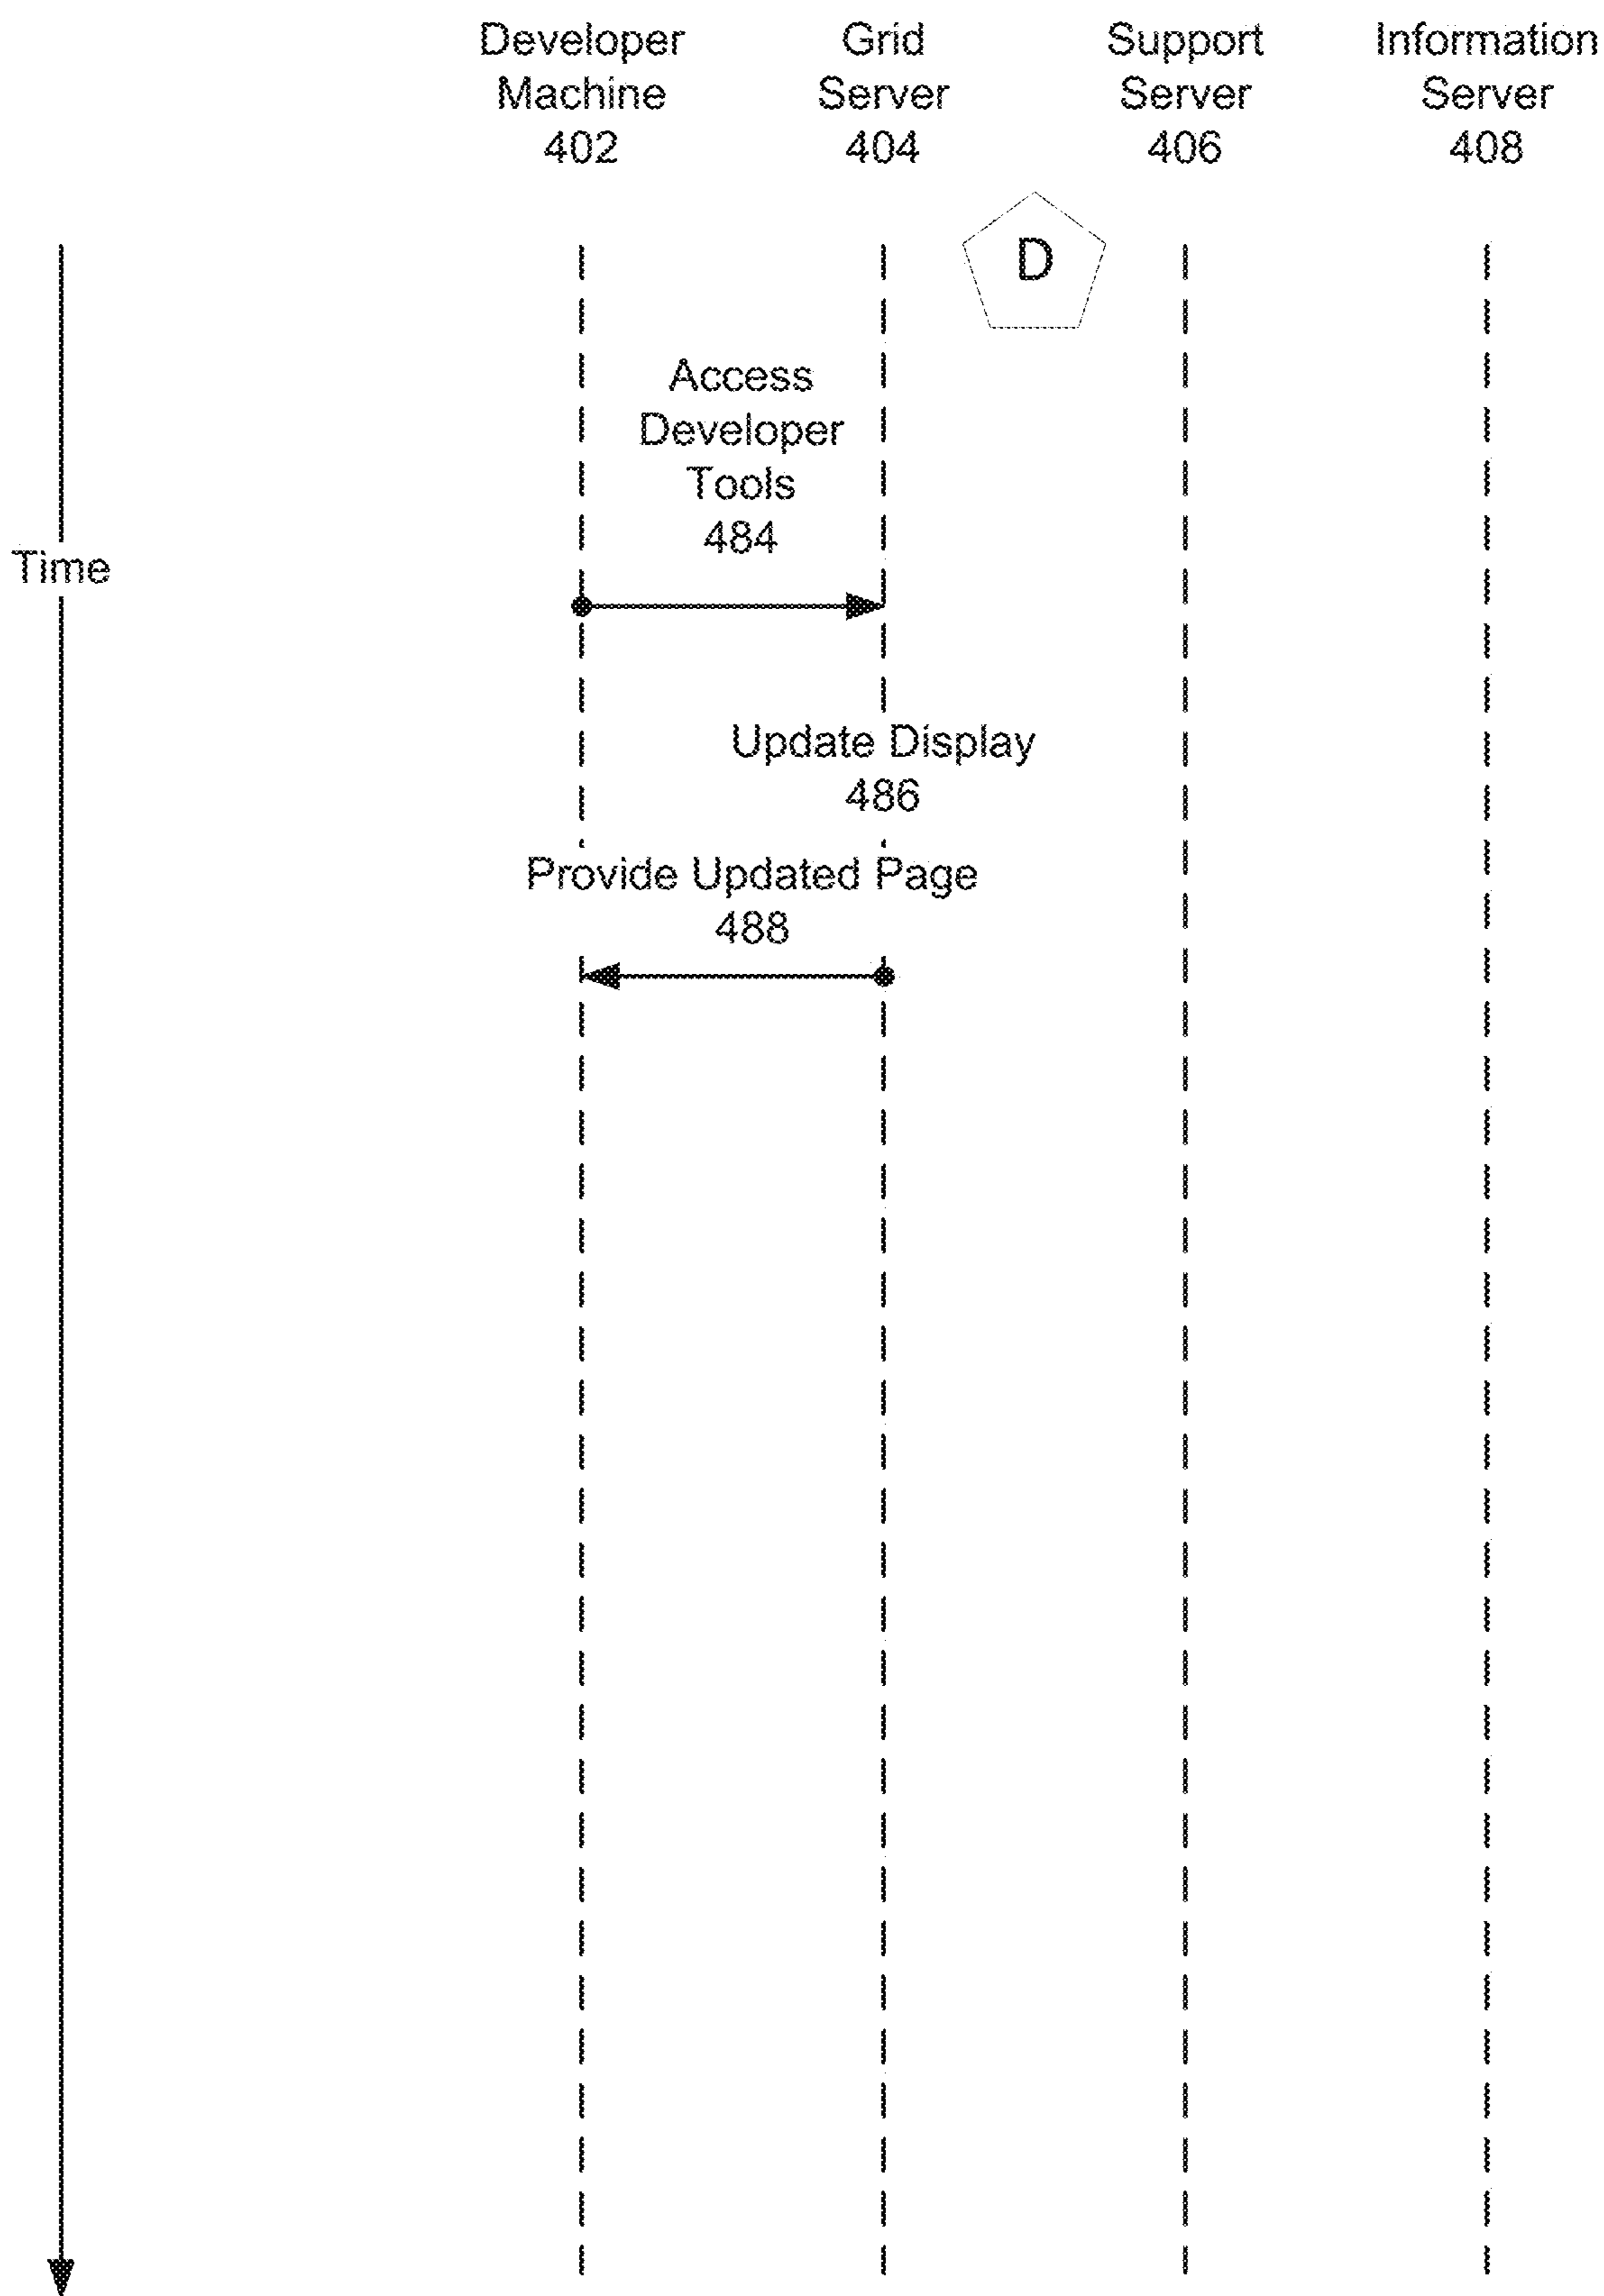 Developer
Machine
402
Grid
Server
404
Support
Server
406
Information
Server
408
D
Access
Developer
Tools
484
Time
Update Display
486
Provide Updated Page
488